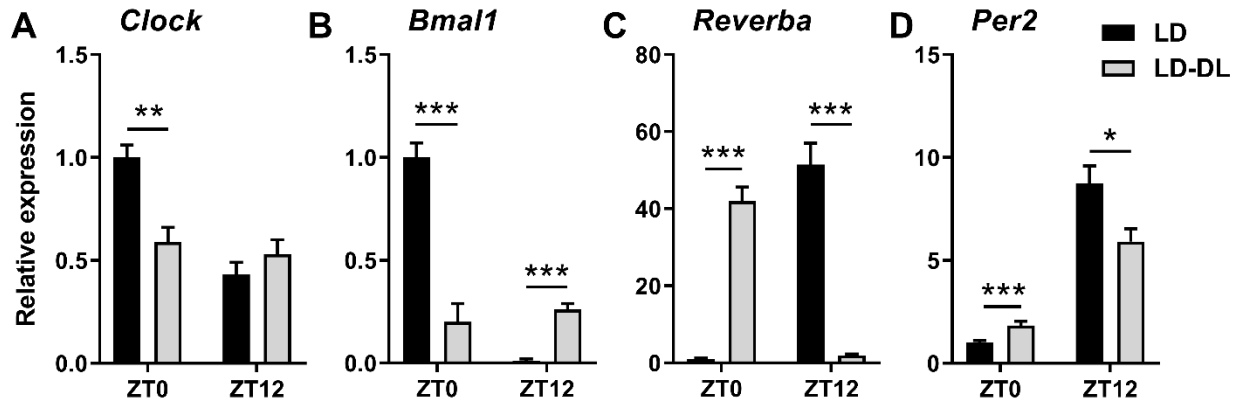 A Clock
B Bmal1
C Reverba
D Per2
LD
LD-DL
Relative expression
1.5
1.0
0.5
0.0
**
ZT0 ZT12
1.5
1.0
0.5
0.0
***
***
ZT0 ZT12
80
60
40
20
0
***
***
ZT0 ZT12
15
10
5
0
***
*
ZT0 ZT12